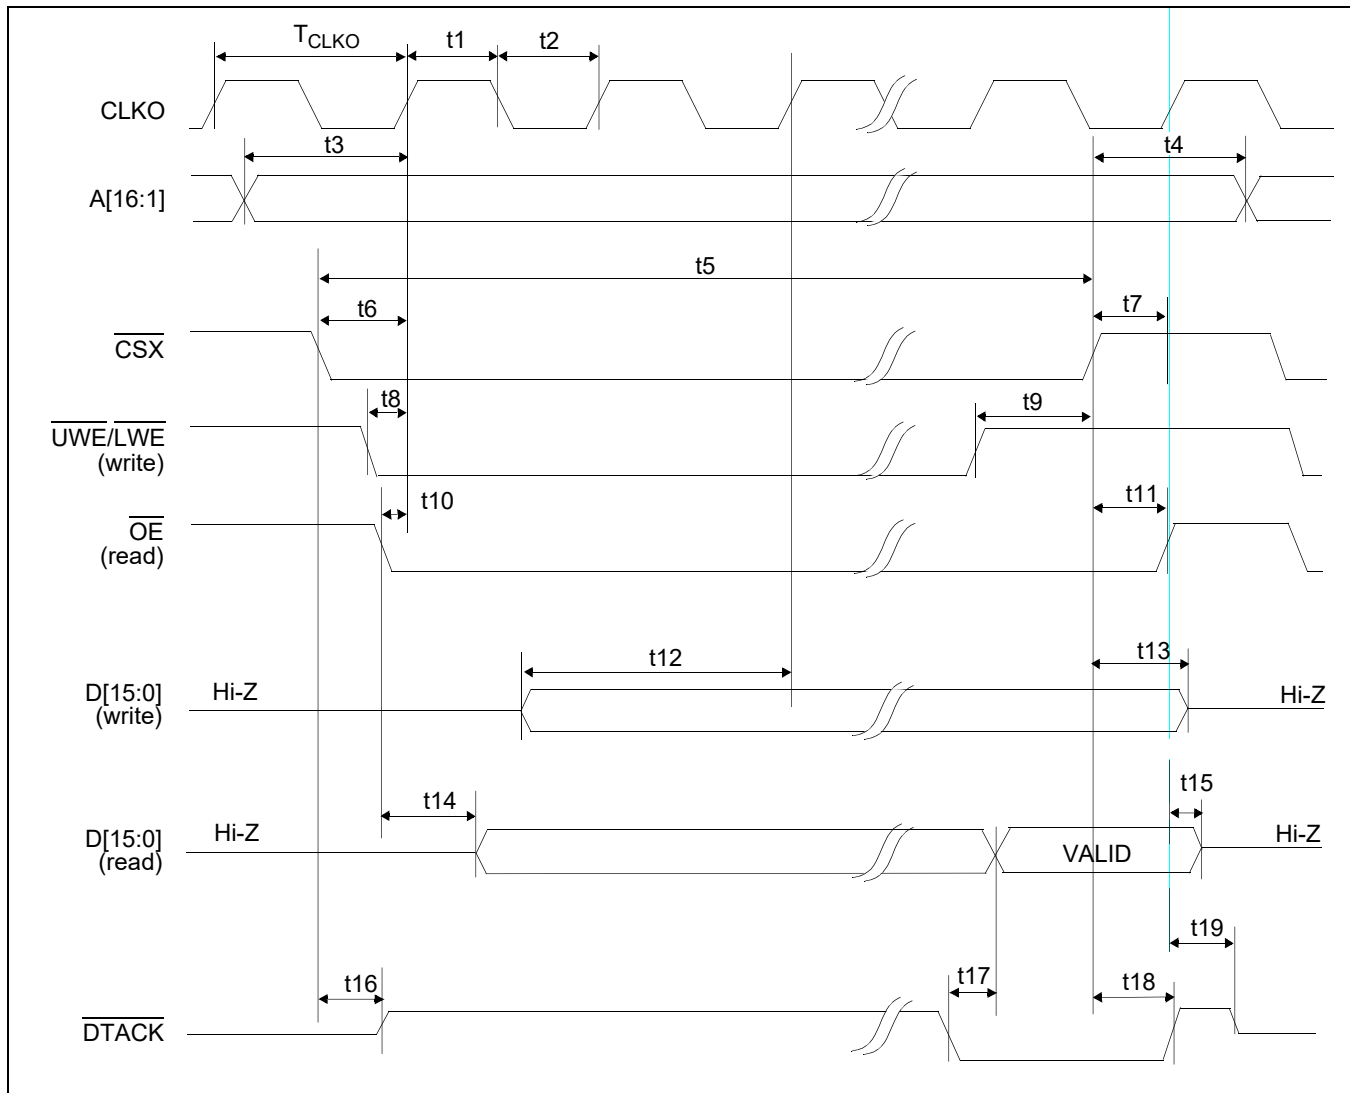 TCLKO
t1
t2
CLKO
t3
t4
A[16:1]
t5
t6
t7
CSX
t8
t9
UWE/LWE
(write)
t10
t11
OE
(read)
t12
t13
D[15:0]
(write)
Hi-Z
Hi-Z
t14
t15
D[15:0]
(read)
Hi-Z
VALID
Hi-Z
t16
t17
t18
t19
DTACK